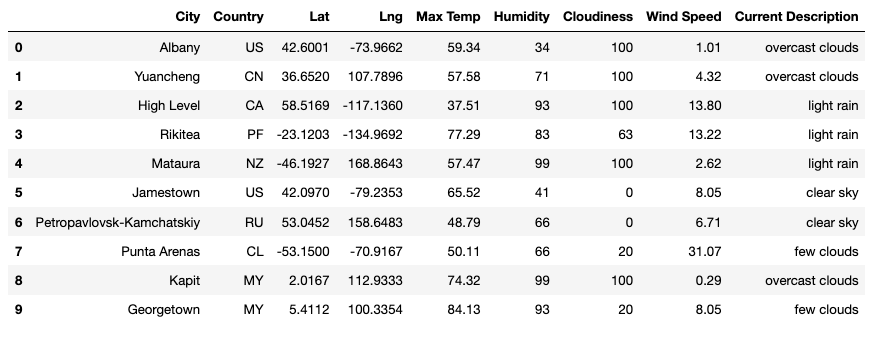 City Country Lat Lng Max Temp Humidity Cloudiness Wind Speed Current Description
0 Albany US 42.6001 -73.9662 59.34 34 100 1.01 overcast clouds
1 Yuancheng CN 36.6520 107.7896 57.58 71 100 4.32 overcast clouds
2 High Level CA 58.5169 -117.1360 37.51 93 100 13.80 light rain
3 Rikitea PF -23.1203 -134.9692 77.29 83 63 13.22 light rain
4 Mataura NZ -46.1927 168.8643 57.47 99 100 2.62 light rain
5 Jamestown US 42.0970 -79.2353 65.52 41 0 8.05 clear sky
6 Petropavlovsk-Kamchatskiy RU 53.0452 158.6483 48.79 66 0 6.71 clear sky
7 Punta Arenas CL -53.1500 -70.9167 50.11 66 20 31.07 few clouds
8 Kapit MY 2.0167 112.9333 74.32 99 100 0.29 overcast clouds
9 Georgetown MY 5.4112 100.3354 84.13 93 20 8.05 few clouds